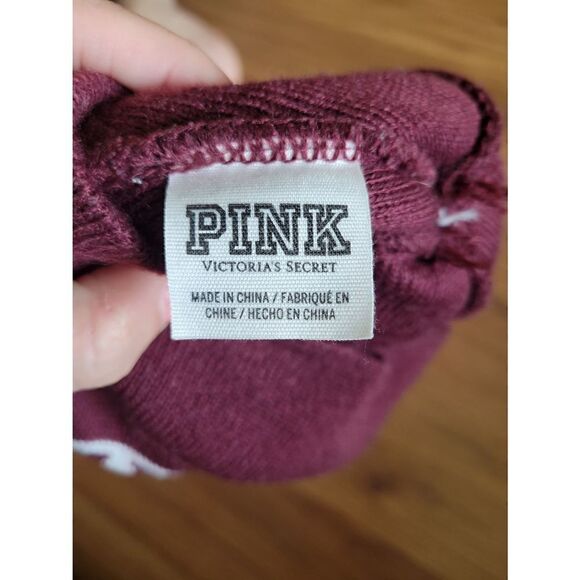 PINK
VICTORIA'S SECRET
MADE IN CHINA / FABRIQUÉ EN
CHINE / HECHO EN CHINA